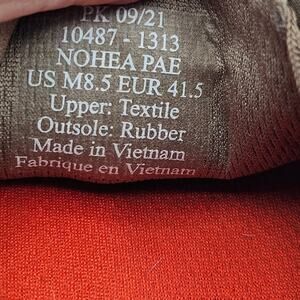 PK 09/21
10487 - 1313
NOHEA PAE
US M8.5 EUR 41.5
Upper: Textile
Outsole: Rubber
Made in Vietnam
Fabrique en Vietnam